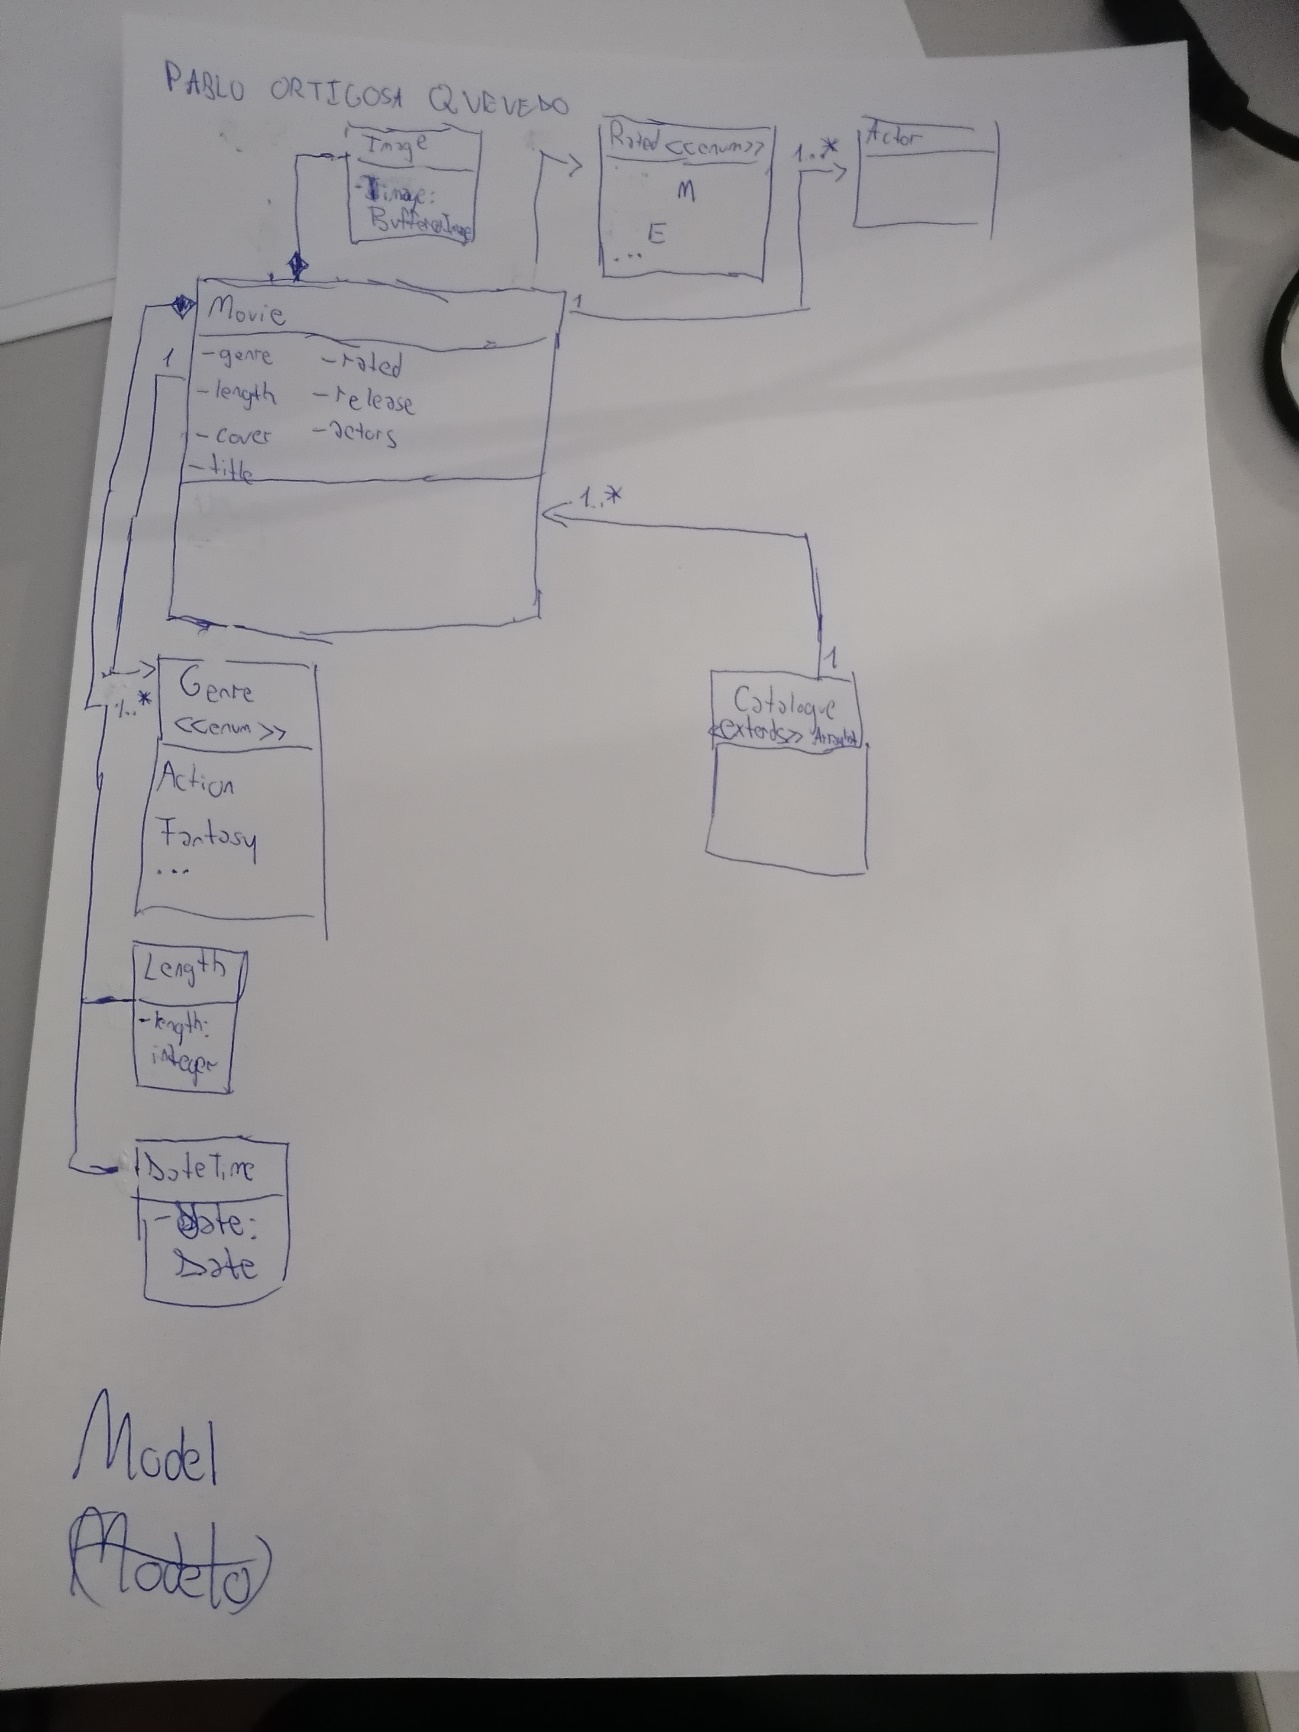 PABLO ORTIGOSA QUEVEDO
Image
-Image:
BufferedImage
Rated <<enum>>
M
E
...
1..*
Actor
Movie
1
1
-genre
-rated
-length
-release
-cover
-actors
-title
1..*
1
Genre
<<enum>>
1..*
Action
Fantasy
...
Catalogue
<extends>> Arraylist
Length
-length:
integer
DateTime
-Date:
Date
Model
(Modelo)